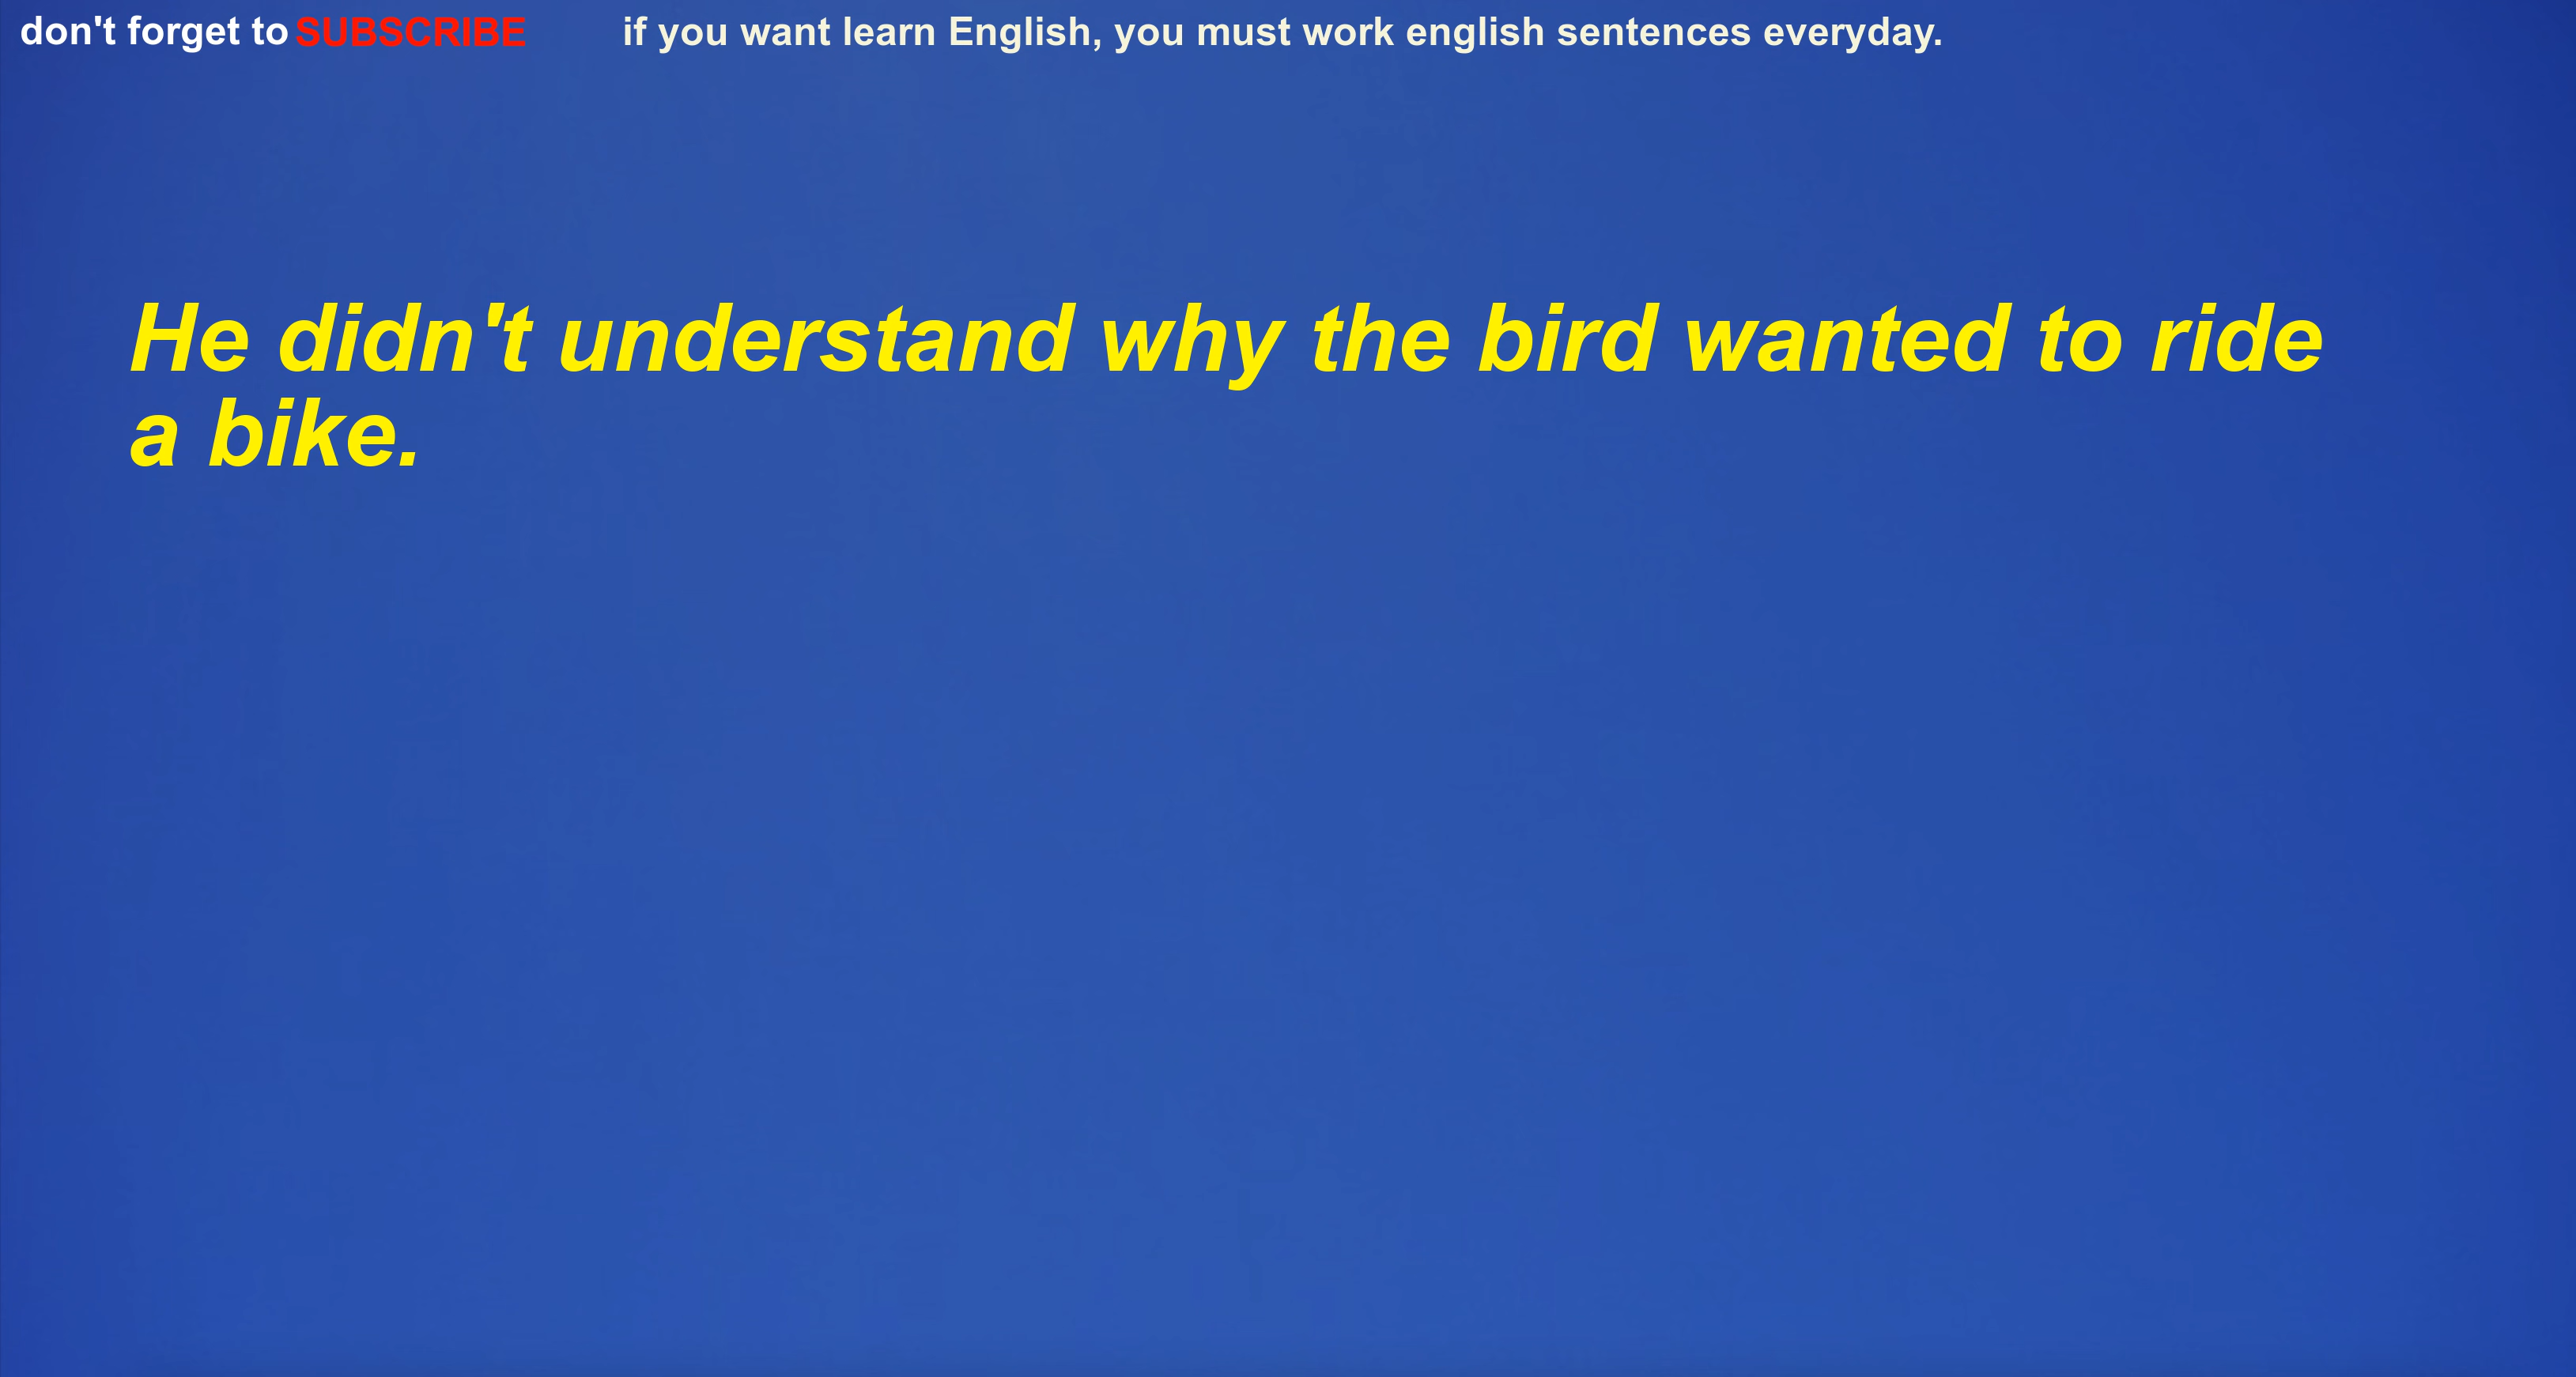 don't forget to SUBSCRIBE if you want learn English, you must work english sentences everyday.
He didn't understand why the bird wanted to ride
a bike.